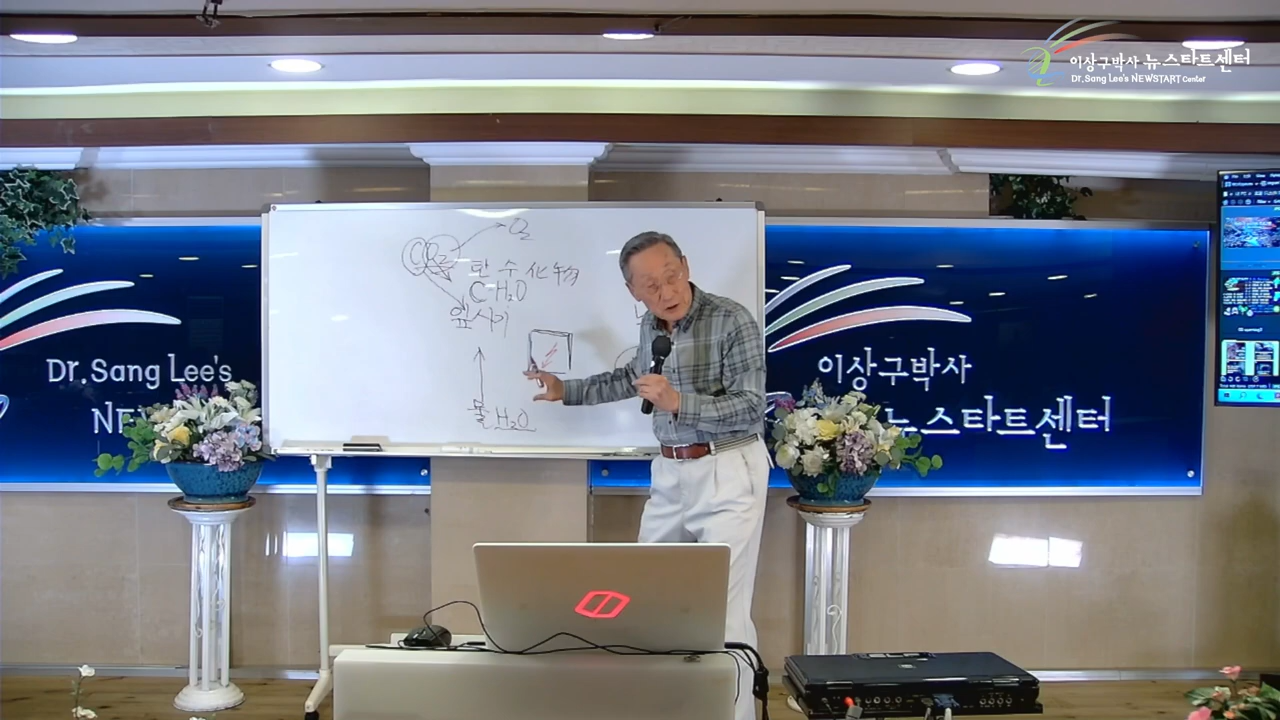 이상구박사 뉴스타트센터
Dr.Sang Lee's NEWSTART Center
CO₂ O₂
탄수化物
C H₂O
잎사귀
물 H₂O
Dr.Sang Lee's
NE
이상구박사
뉴스타트센터